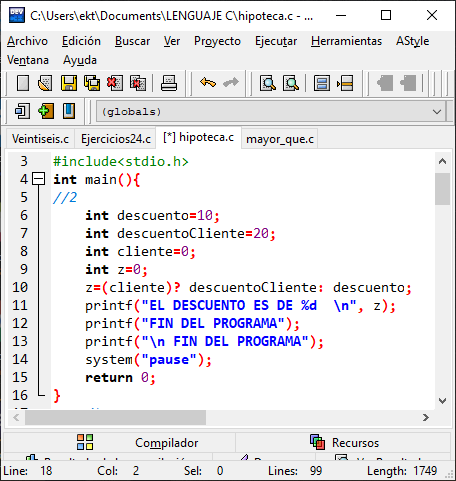 C:\Users\ekt\Documents\LENGUAJE C\hipoteca.c - ...
Archivo Edición Buscar Ver Proyecto Ejecutar Herramientas AStyle
Ventana Ayuda
(globals)
Veintiseis.c Ejercicios24.c [*] hipoteca.c mayor_que.c
3 #include<stdio.h>
4 int main(){
5 //2
6 int descuento=10;
7 int descuentoCliente=20;
8 int cliente=0;
9 int z=0;
10 z=(cliente)? descuentoCliente: descuento;
11 printf("EL DESCUENTO ES DE %d  \n", z);
12 printf("FIN DEL PROGRAMA");
13 printf("\n FIN DEL PROGRAMA");
14 system("pause");
15 return 0;
16 }
Compilador Recursos
Line: 18 Col: 2 Sel: 0 Lines: 99 Length: 1749